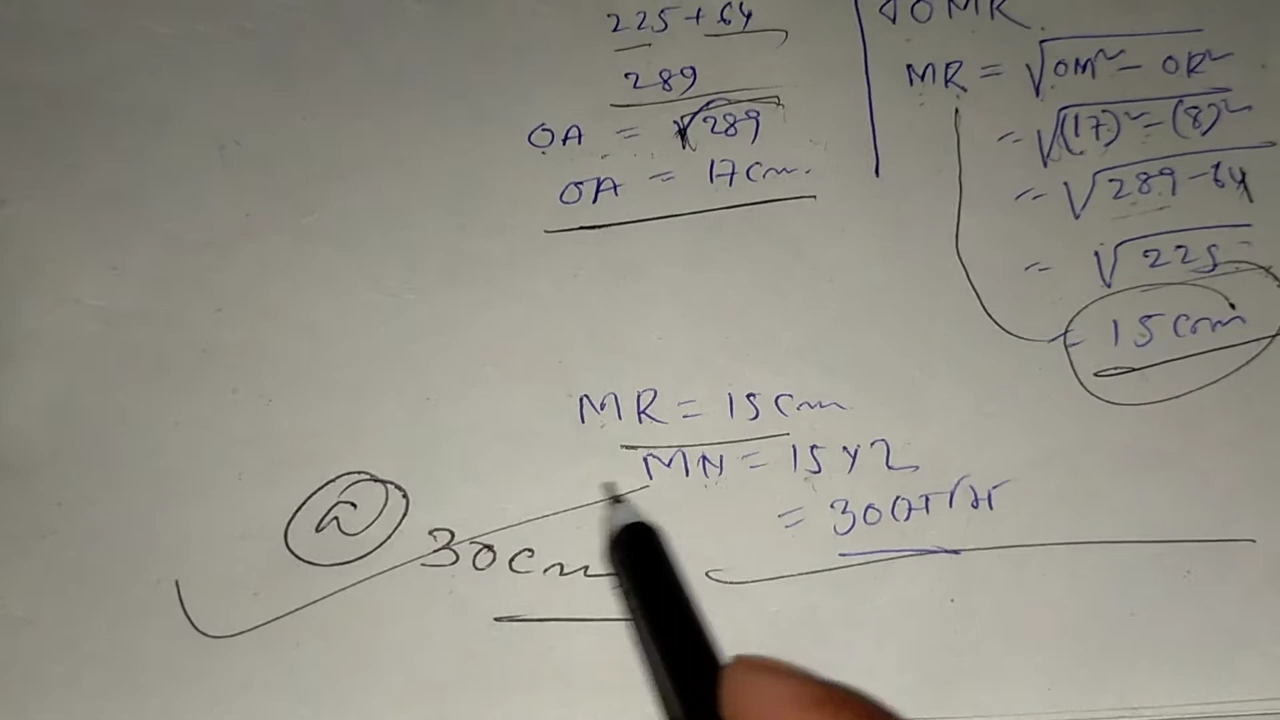 225 + 64
289
OA = √289
OA = 17cm.
△OMR
MR = √OM² - OR²
= √(17)² - (8)²
= √289 - 64
= √225
= 15cm
MR = 15cm
MN = 15 × 2
= 30
30cm